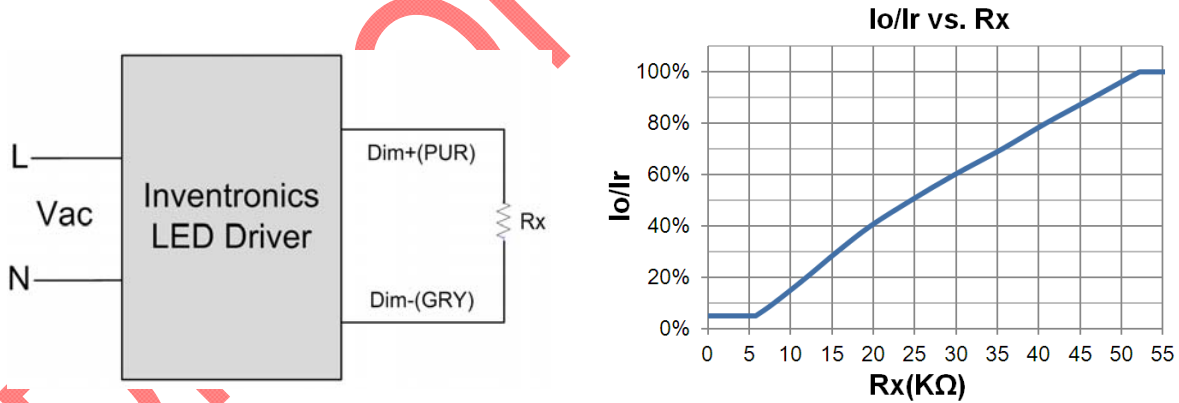 L
Vac
N
Inventronics
LED Driver
Dim+(PUR)
Rx
Dim-(GRY)
Io/Ir vs. Rx
Io/Ir
100%
80%
60%
40%
20%
0%
0 5 10 15 20 25 30 35 40 45 50 55
Rx(KΩ)